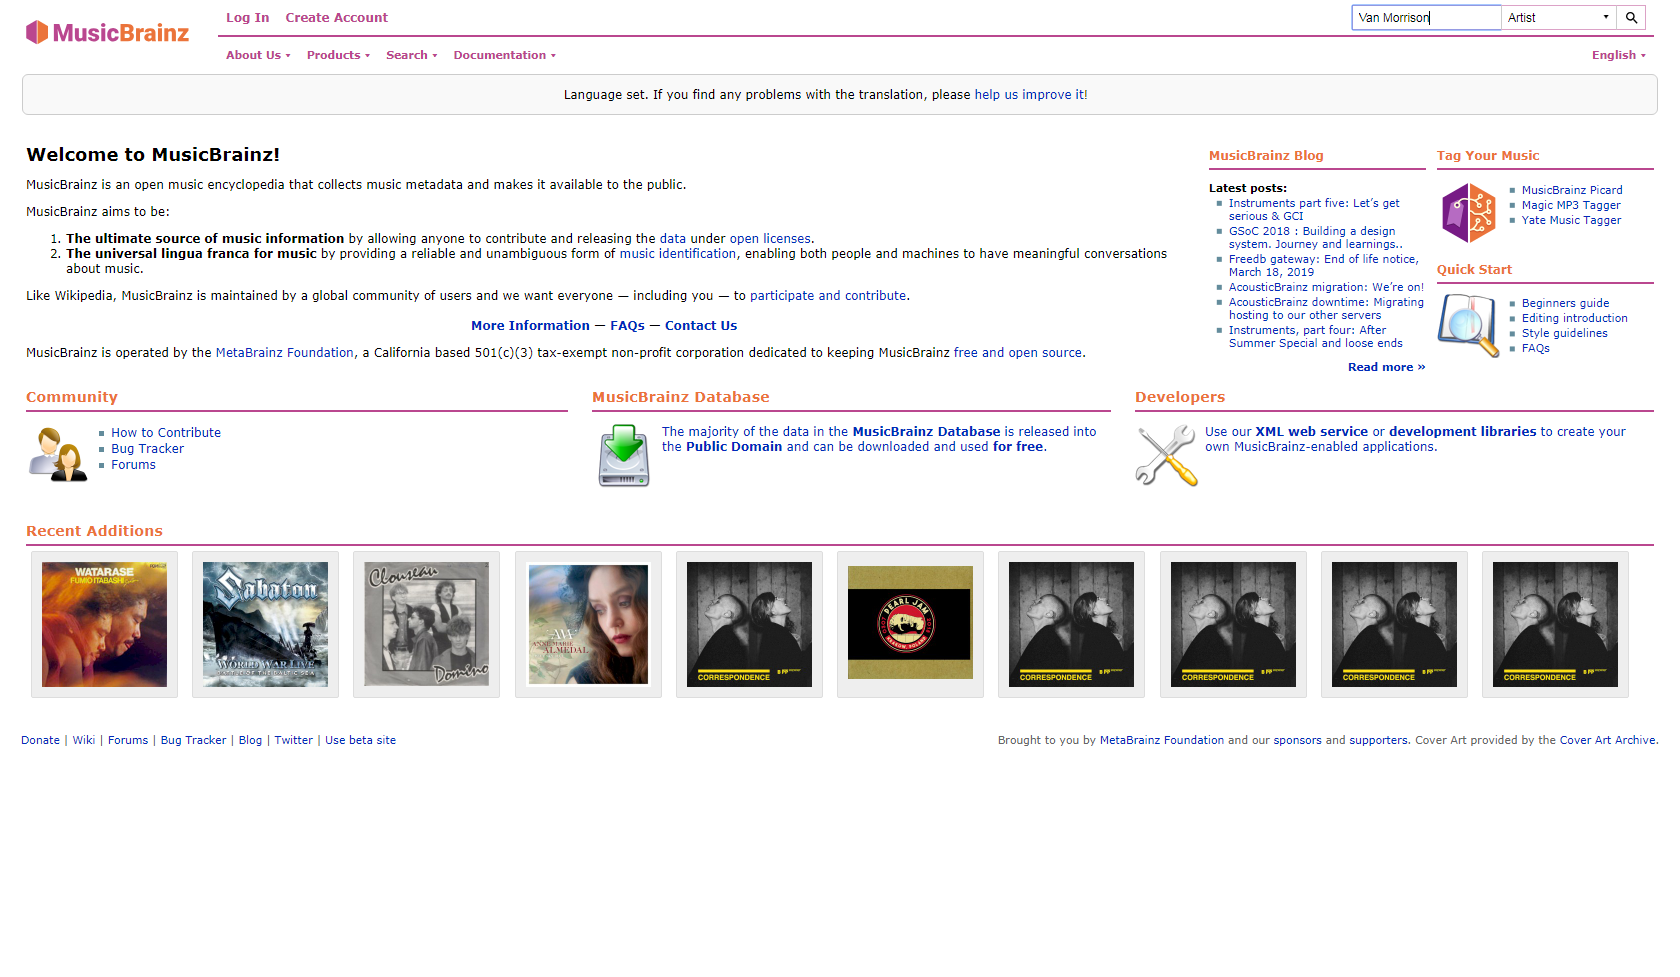 MusicBrainz
Log In Create Account
Van Morrison Artist
About Us Products Search Documentation English
Language set. If you find any problems with the translation, please help us improve it!
Welcome to MusicBrainz!
MusicBrainz is an open music encyclopedia that collects music metadata and makes it available to the public.
MusicBrainz aims to be:
1. The ultimate source of music information by allowing anyone to contribute and releasing the data under open licenses.
2. The universal lingua franca for music by providing a reliable and unambiguous form of music identification, enabling both people and machines to have meaningful conversations
about music.
Like Wikipedia, MusicBrainz is maintained by a global community of users and we want everyone — including you — to participate and contribute.
More Information — FAQs — Contact Us
MusicBrainz is operated by the MetaBrainz Foundation, a California based 501(c)(3) tax-exempt non-profit corporation dedicated to keeping MusicBrainz free and open source.
MusicBrainz Blog
Latest posts:
Instruments part five: Let’s get
serious & GCI
GSoC 2018 : Building a design
system. Journey and learnings..
Freedb gateway: End of life notice,
March 18, 2019
AcousticBrainz migration: We’re on!
AcousticBrainz downtime: Migrating
hosting to our other servers
Instruments, part four: After
Summer Special and loose ends
Read more »
Tag Your Music
MusicBrainz Picard
Magic MP3 Tagger
Yate Music Tagger
Quick Start
Beginners guide
Editing introduction
Style guidelines
FAQs
Community
How to Contribute
Bug Tracker
Forums
MusicBrainz Database
The majority of the data in the MusicBrainz Database is released into
the Public Domain and can be downloaded and used for free.
Developers
Use our XML web service or development libraries to create your
own MusicBrainz-enabled applications.
Recent Additions
WATARASE
FUMIO ITABASHI
Sabaton
WORLD WAR LIVE
BATTLE OF THE BALTIC SEA
Clouseau
Domino
AW
ANNE MARIE
ALMEDAL
PEARL JAM
KRAKOW, POLAND
CORRESPONDENCE
CORRESPONDENCE
CORRESPONDENCE
CORRESPONDENCE
CORRESPONDENCE
Donate | Wiki | Forums | Bug Tracker | Blog | Twitter | Use beta site
Brought to you by MetaBrainz Foundation and our sponsors and supporters. Cover Art provided by the Cover Art Archive.